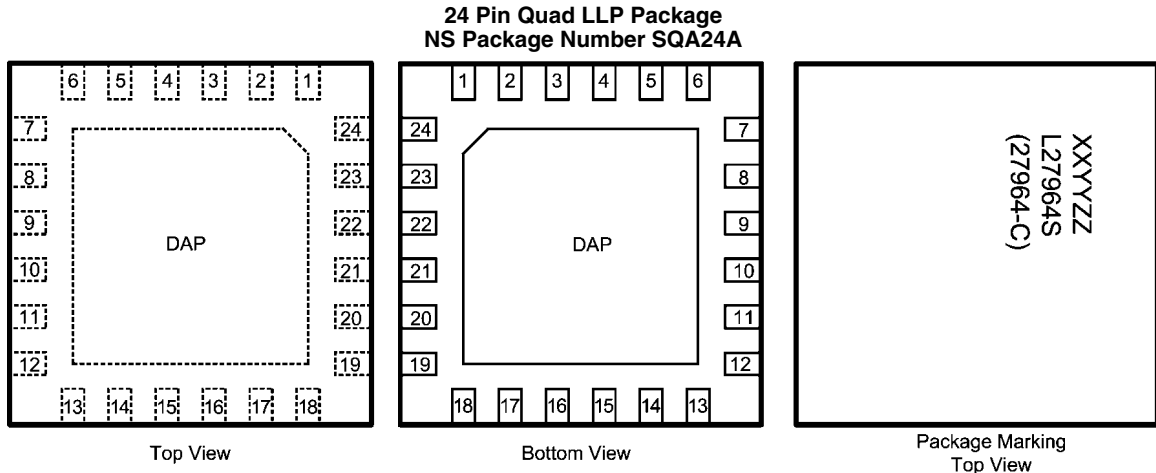 24 Pin Quad LLP Package
NS Package Number SQA24A
6 5 4 3 2 1
7 24
8 23
9 22
DAP
10 21
11 20
12 19
13 14 15 16 17 18
Top View
1 2 3 4 5 6
24 7
23 8
22 9
DAP
21 10
20 11
19 12
18 17 16 15 14 13
Bottom View
XXYYZZ
L27964S
(27964-C)
Package Marking
Top View